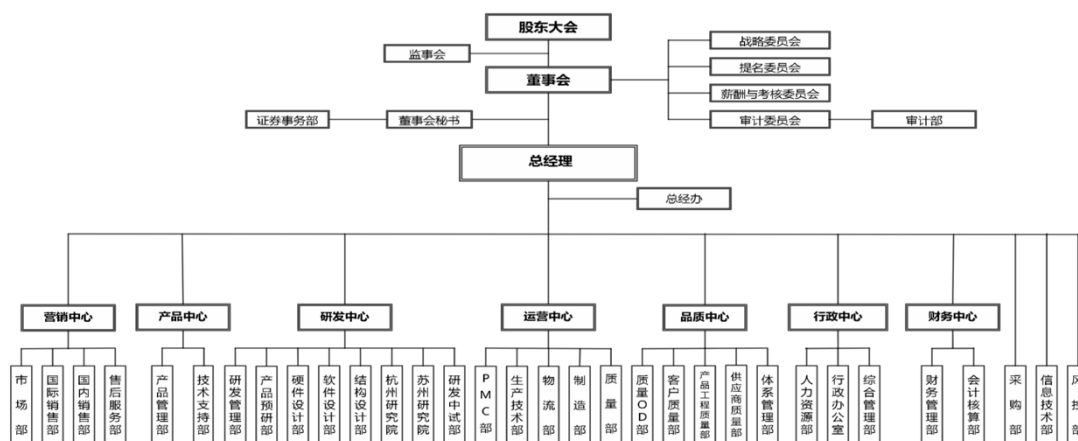 股东大会
监事会
战略委员会
董事会
提名委员会
薪酬与考核委员会
证券事务部
董事会秘书
审计委员会
审计部
总经理
总经办
营销中心
产品中心
研发中心
运营中心
品质中心
行政中心
财务中心
市场部
国际销售部
国内销售部
售后服务部
产品管理部
技术支持部
研发管理部
产品预研部
硬件设计部
软件设计部
结构设计部
杭州研究院
苏州研究院
研发中试部
PMC部
生产技术部
物流部
制造部
质量部
质量OD部
客户质量部
产品工程质量部
供应商质量部
体系管理部
人力资源部
行政办公室
综合管理部
财务管理部
会计核算部
采购部
信息技术部